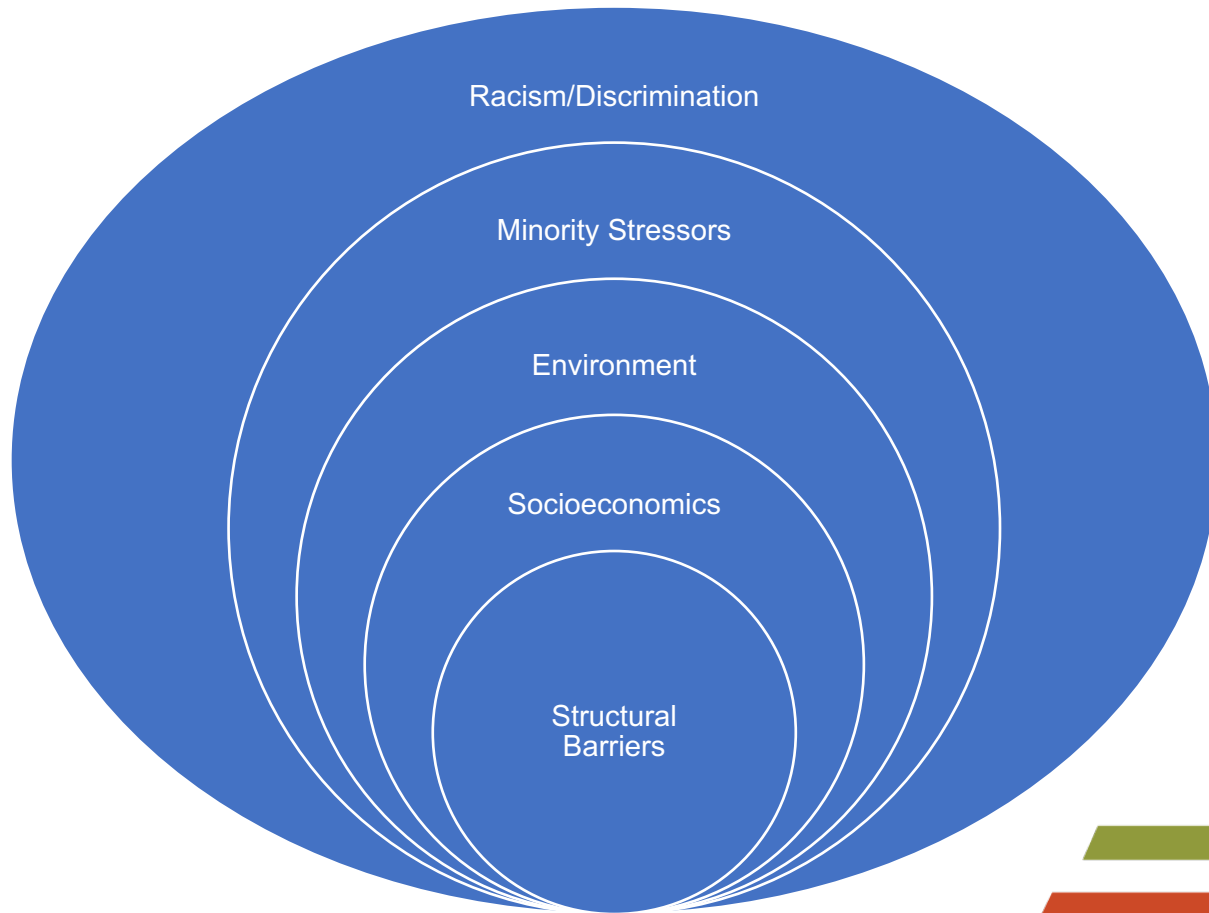 Racism/Discrimination
Minority Stressors
Environment
Socioeconomics
Structural
Barriers